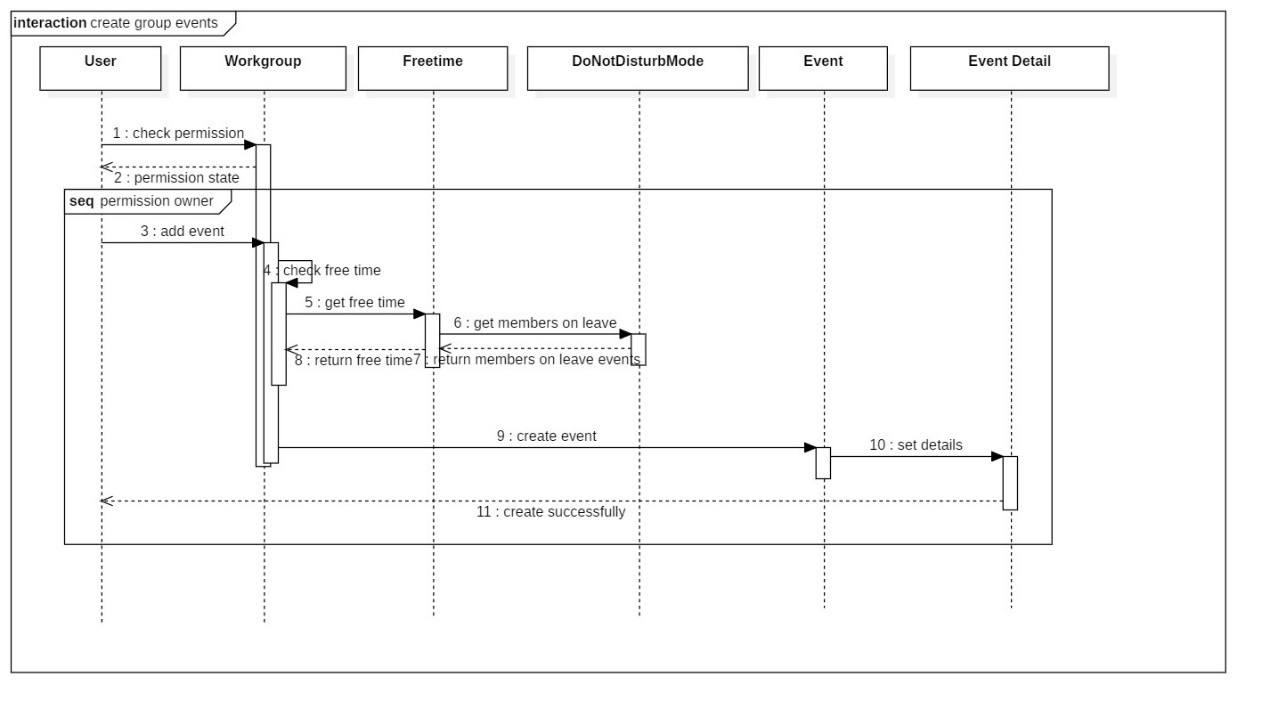 interaction create group events
User
Workgroup
Freetime
DoNotDisturbMode
Event
Event Detail
1 : check permission
2 : permission state
seq permission owner
3 : add event
4 : check free time
5 : get free time
6 : get members on leave
7 : return members on leave events
8 : return free time
9 : create event
10 : set details
11 : create successfully